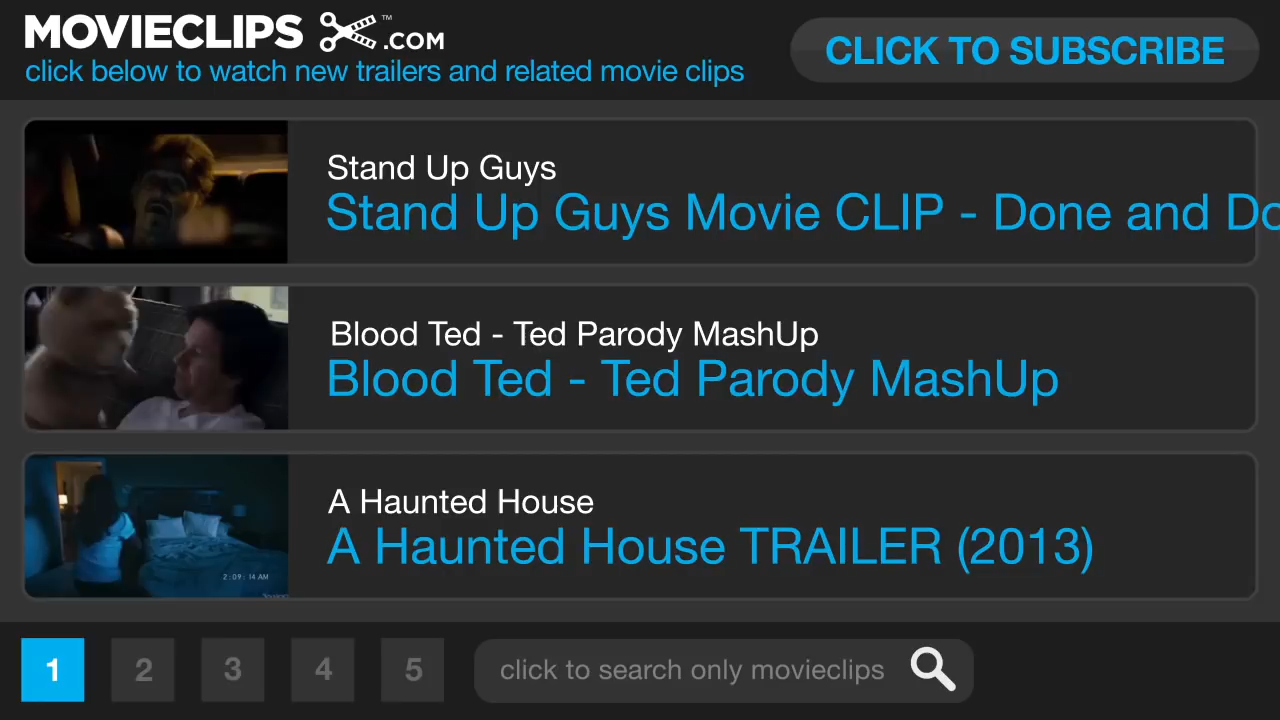 MOVIECLIPS .COM™
click below to watch new trailers and related movie clips
CLICK TO SUBSCRIBE
Stand Up Guys
Stand Up Guys Movie CLIP - Done and Do
Blood Ted - Ted Parody MashUp
Blood Ted - Ted Parody MashUp
A Haunted House
A Haunted House TRAILER (2013)
2:09:14 AM
1 2 3 4 5
click to search only movieclips